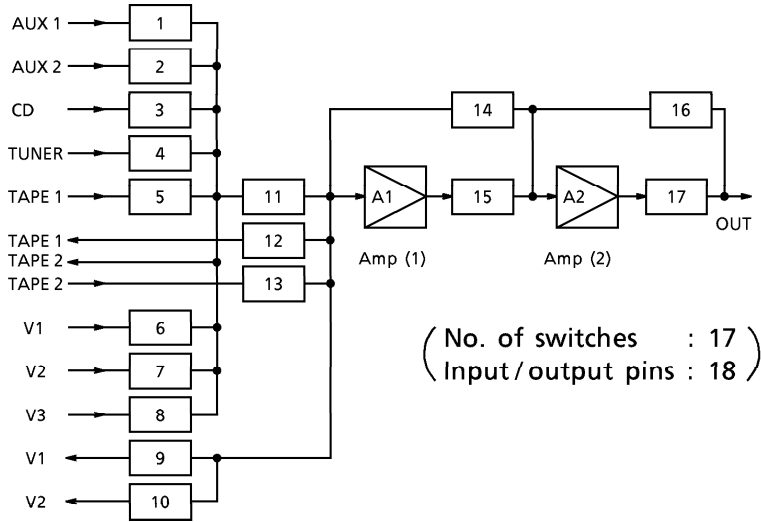 AUX 1
1
AUX 2
2
CD
3
14
16
TUNER
4
TAPE 1
5
11
A1
15
A2
17
OUT
TAPE 1
12
TAPE 2
Amp (1)
Amp (2)
TAPE 2
13
V1
6
(No. of switches : 17
Input/output pins : 18)
V2
7
V3
8
V1
9
V2
10